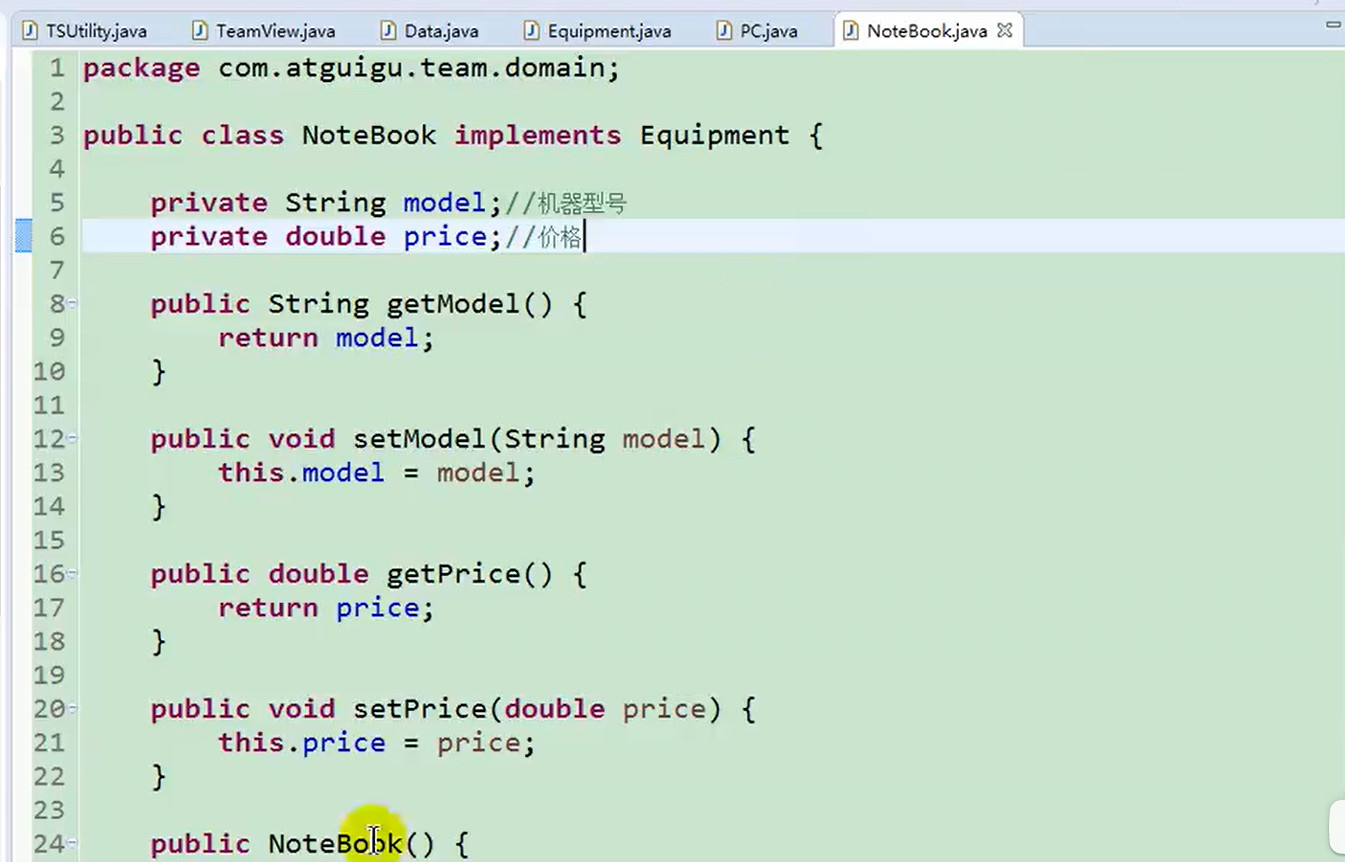 TSUtility.java TeamView.java Data.java Equipment.java PC.java NoteBook.java
1 package com.atguigu.team.domain;
2
3 public class NoteBook implements Equipment {
4
5 private String model;//机器型号
6 private double price;//价格
7
8 public String getModel() {
9 return model;
10 }
11
12 public void setModel(String model) {
13 this.model = model;
14 }
15
16 public double getPrice() {
17 return price;
18 }
19
20 public void setPrice(double price) {
21 this.price = price;
22 }
23
24 public NoteBook() {